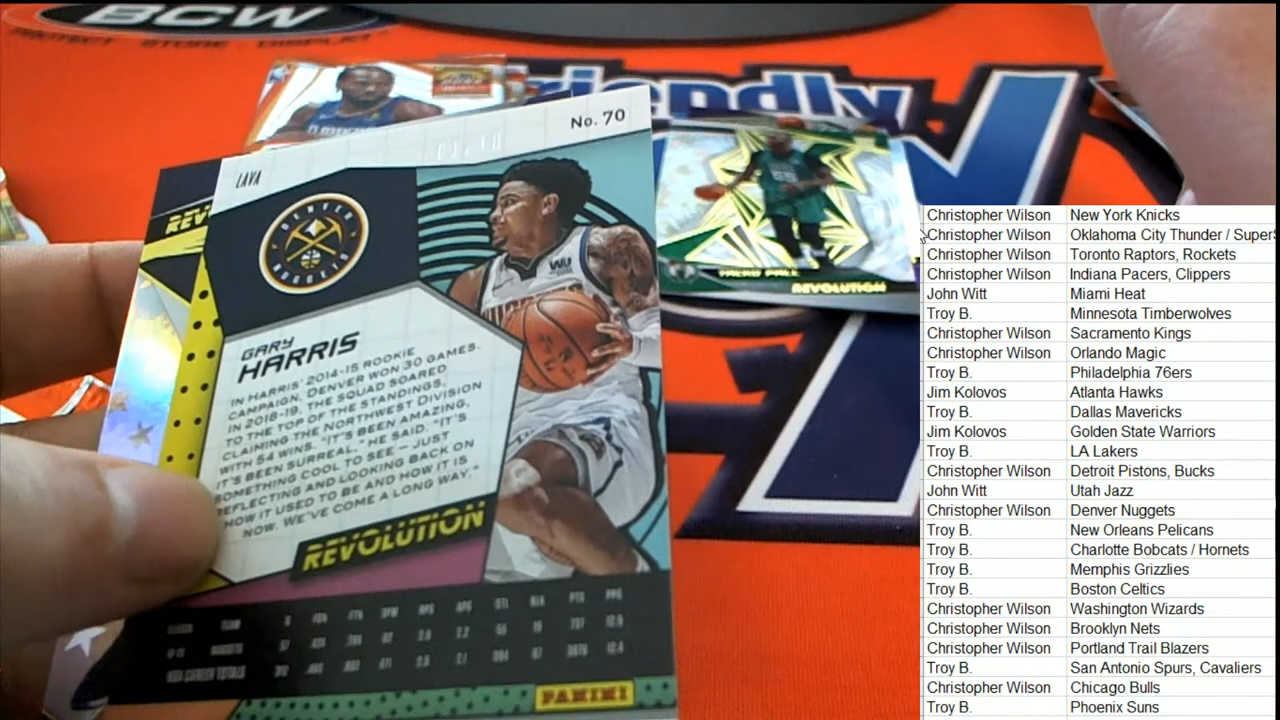 BCW
Friendly
No. 70
LAVA
DENVER
NUGGETS
GARY
HARRIS
IN HARRIS' 2014-15 ROOKIE
CAMPAIGN, DENVER WON 30 GAMES.
IN 2018-19, THE SQUAD SOARED
TO THE TOP OF THE STANDINGS,
CLAIMING THE NORTHWEST DIVISION
WITH 54 WINS. "IT'S BEEN AMAZING,
IT'S BEEN SURREAL," HE SAID. "IT'S
SOMETHING COOL TO SEE – JUST
REFLECTING AND LOOKING BACK ON
HOW IT USED TO BE AND HOW IT IS
NOW. WE'VE COME A LONG WAY."
REVOLUTION
NBA CAREER TOTALS
PANINI
REVOLUTION
Christopher Wilson New York Knicks
Christopher Wilson Oklahoma City Thunder / SuperS
Christopher Wilson Toronto Raptors, Rockets
Christopher Wilson Indiana Pacers, Clippers
John Witt Miami Heat
Troy B. Minnesota Timberwolves
Christopher Wilson Sacramento Kings
Christopher Wilson Orlando Magic
Troy B. Philadelphia 76ers
Jim Kolovos Atlanta Hawks
Troy B. Dallas Mavericks
Jim Kolovos Golden State Warriors
Troy B. LA Lakers
Christopher Wilson Detroit Pistons, Bucks
John Witt Utah Jazz
Christopher Wilson Denver Nuggets
Troy B. New Orleans Pelicans
Troy B. Charlotte Bobcats / Hornets
Troy B. Memphis Grizzlies
Troy B. Boston Celtics
Christopher Wilson Washington Wizards
Christopher Wilson Brooklyn Nets
Christopher Wilson Portland Trail Blazers
Troy B. San Antonio Spurs, Cavaliers
Christopher Wilson Chicago Bulls
Troy B. Phoenix Suns